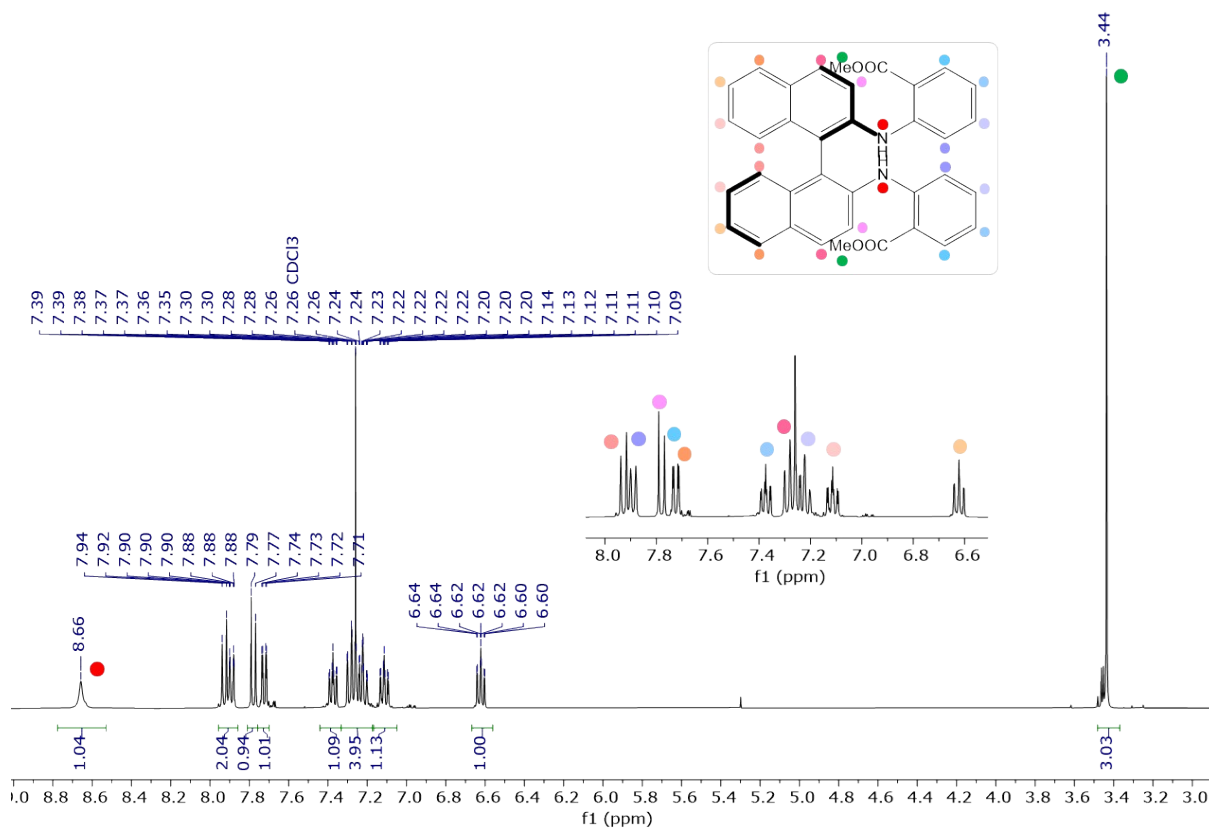 3.44
MeOOC
N
H
H
N
MeOOC
7.39 7.39 7.38 7.37 7.37 7.36 7.35 7.30 7.30 7.28 7.28 7.26 7.26 CDCl3 7.26 7.24 7.24 7.23 7.22 7.22 7.22 7.22 7.20 7.20 7.20 7.14 7.13 7.12 7.11 7.11 7.10 7.09
8.0 7.8 7.6 7.4 7.2 7.0 6.8 6.6
f1 (ppm)
7.94 7.92 7.90 7.90 7.90 7.88 7.88 7.88 7.79 7.77 7.74 7.73 7.72 7.71
6.64 6.64 6.62 6.62 6.62 6.60 6.60
8.66
1.04 2.04 0.94 1.01 1.09 3.95 1.13 1.00 3.03
9.0 8.8 8.6 8.4 8.2 8.0 7.8 7.6 7.4 7.2 7.0 6.8 6.6 6.4 6.2 6.0 5.8 5.6 5.4 5.2 5.0 4.8 4.6 4.4 4.2 4.0 3.8 3.6 3.4 3.2 3.0
f1 (ppm)